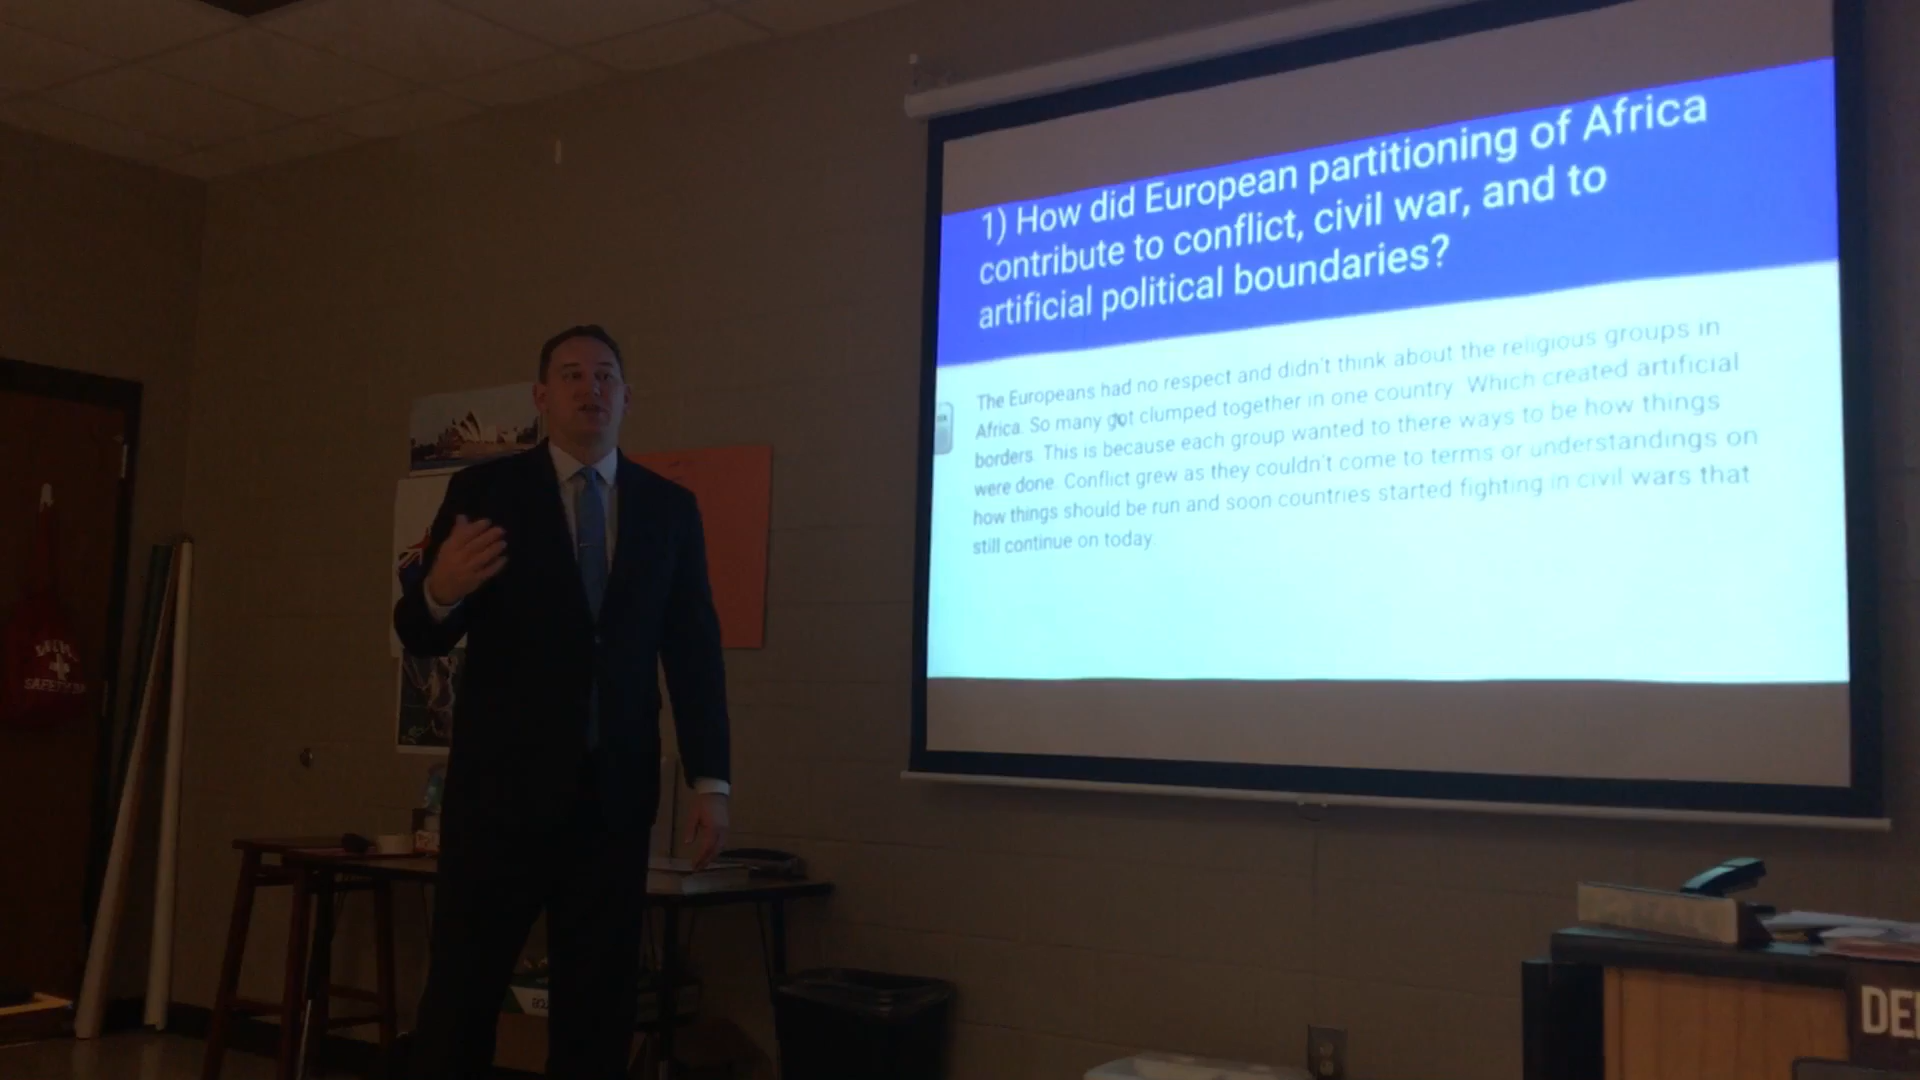 1) How did European partitioning of Africa
contribute to conflict, civil war, and to
artificial political boundaries?
The Europeans had no respect and didn't think about the religious groups in
Africa. So many got clumped together in one country. Which created artificial
borders. This is because each group wanted to there ways to be how things
were done. Conflict grew as they couldn't come to terms or understandings on
how things should be run and soon countries started fighting in civil wars that
still continue on today.
DE